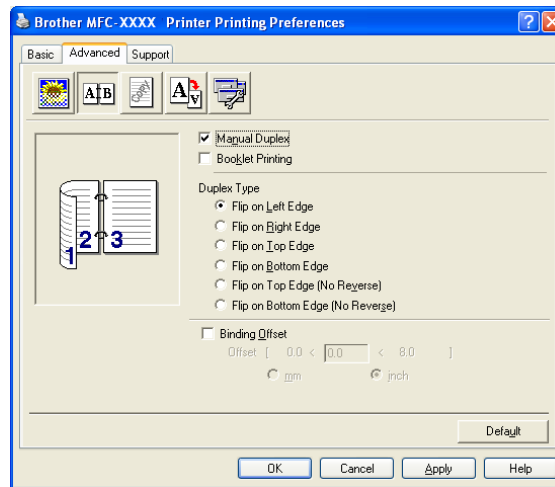 Brother MFC-XXXX Printer Printing Preferences
Basic Advanced Support
A B
A
V
Manual Duplex
Booklet Printing
1 2 3
Duplex Type
Flip on Left Edge
Flip on Right Edge
Flip on Top Edge
Flip on Bottom Edge
Flip on Top Edge (No Reverse)
Flip on Bottom Edge (No Reverse)
Binding Offset
Offset [ 0.0 < 0.0 < 8.0 ]
mm inch
Default
OK Cancel Apply Help